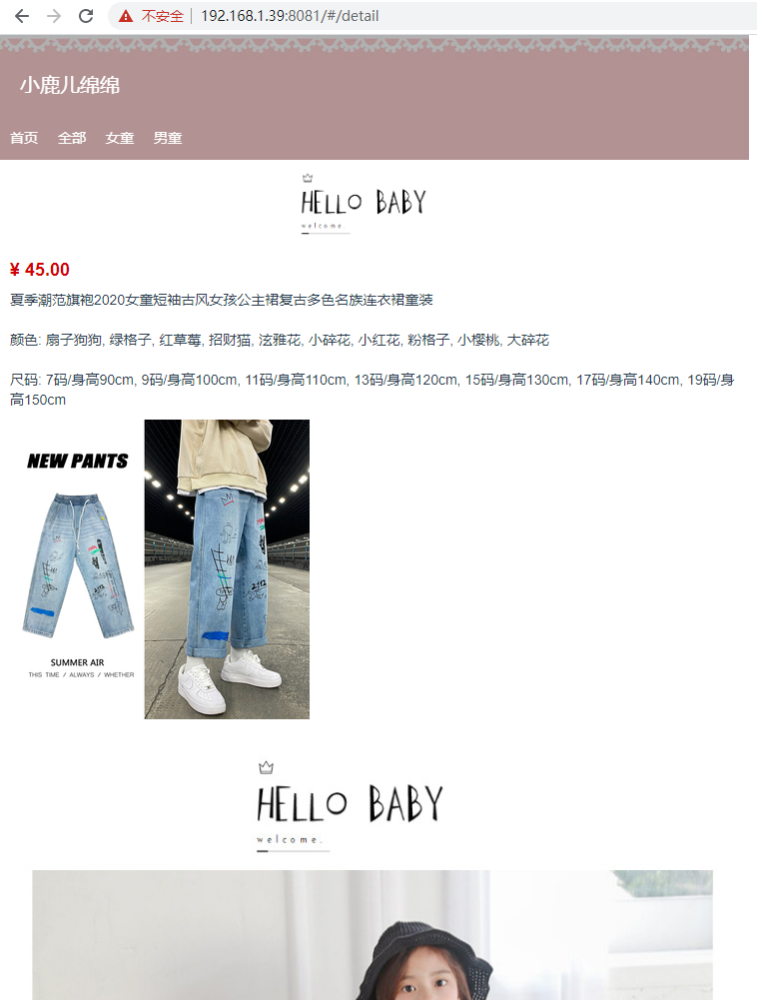 不安全 192.168.1.39:8081/#/detail
小鹿儿绵绵
首页 全部 女童 男童
HELLO BABY
welcome.
¥ 45.00
夏季潮范旗袍2020女童短袖古风女孩公主裙复古多色名族连衣裙童装
颜色: 扇子狗狗, 绿格子, 红草莓, 招财猫, 泫雅花, 小碎花, 小红花, 粉格子, 小樱桃, 大碎花
尺码: 7码/身高90cm, 9码/身高100cm, 11码/身高110cm, 13码/身高120cm, 15码/身高130cm, 17码/身高140cm, 19码/身
高150cm
NEW PANTS
SUMMER AIR
THIS TIME / ALWAYS / WHETHER
HELLO BABY
welcome.